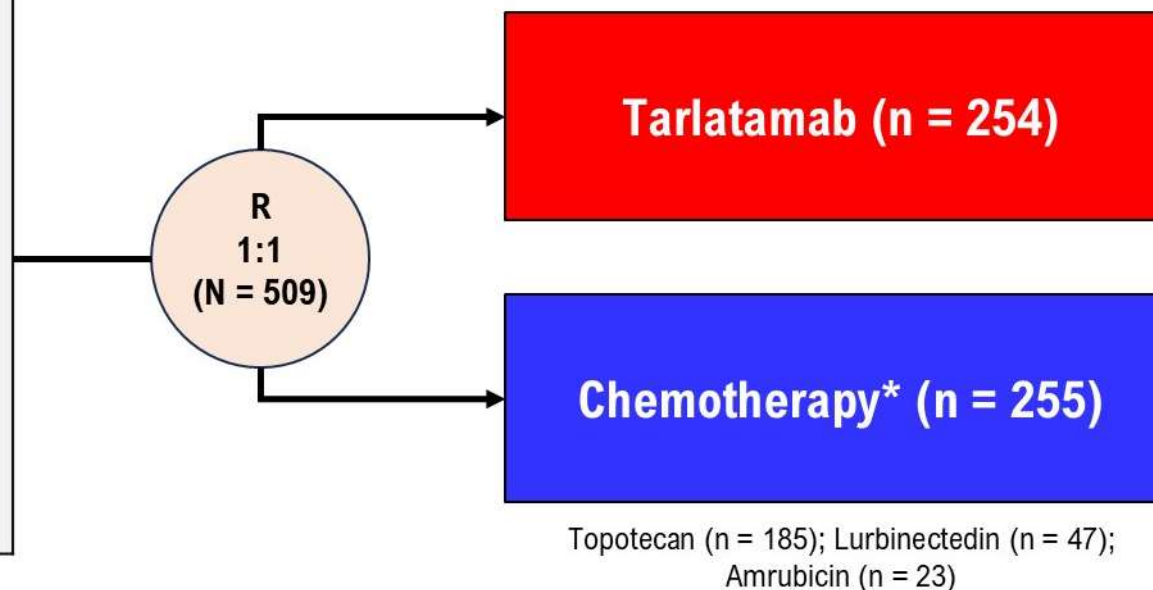 R
1:1
(N = 509)
Tarlatamab (n = 254)
Chemotherapy* (n = 255)
Topotecan (n = 185); Lurbinectedin (n = 47);
Amrubicin (n = 23)